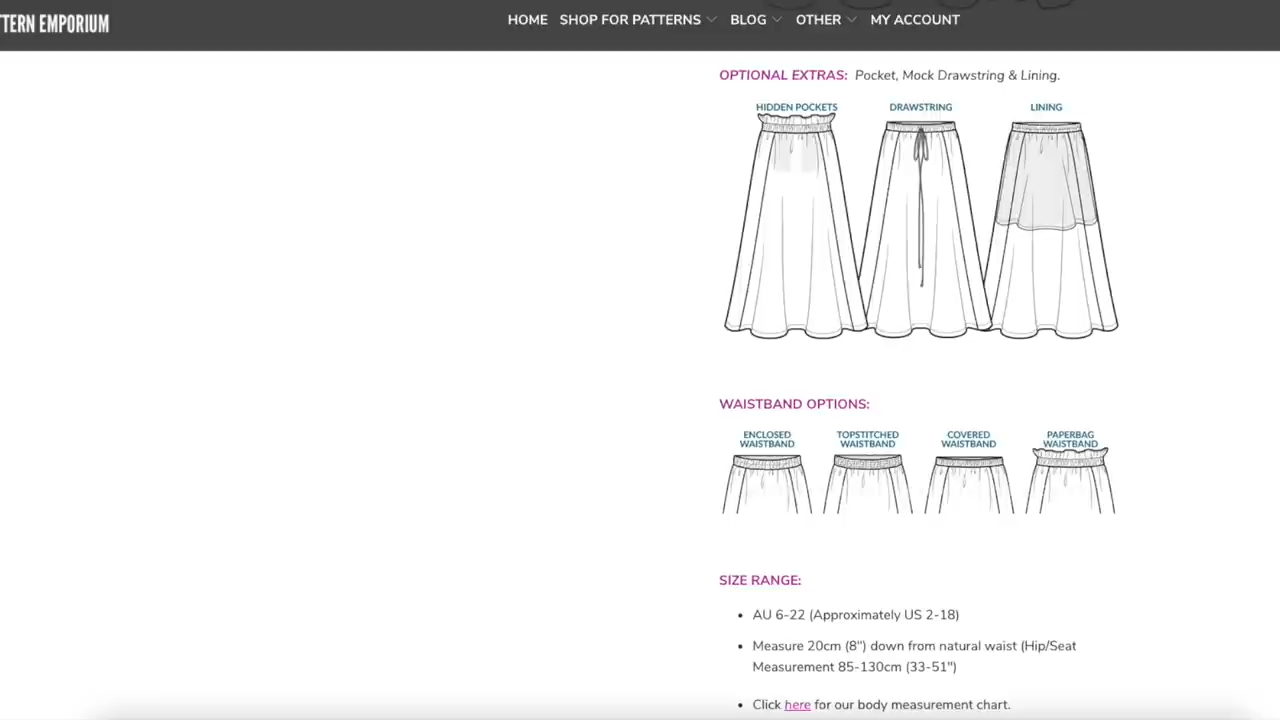 TTERN EMPORIUM
HOME SHOP FOR PATTERNS BLOG OTHER MY ACCOUNT
OPTIONAL EXTRAS: Pocket, Mock Drawstring & Lining.
HIDDEN POCKETS DRAWSTRING LINING
WAISTBAND OPTIONS:
ENCLOSED WAISTBAND
TOPSTITCHED WAISTBAND
COVERED WAISTBAND
PAPERBAG WAISTBAND
SIZE RANGE:
• AU 6-22 (Approximately US 2-18)
• Measure 20cm (8") down from natural waist (Hip/Seat
Measurement 85-130cm (33-51")
• Click here for our body measurement chart.